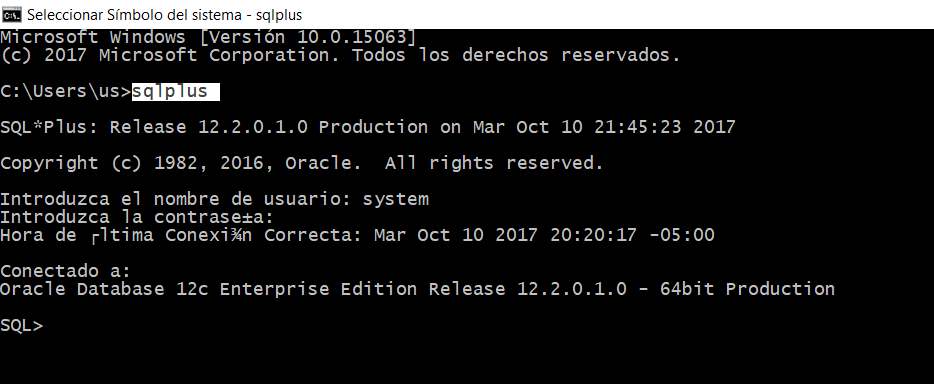 Seleccionar Símbolo del sistema - sqlplus
Microsoft Windows [Versión 10.0.15063]
(c) 2017 Microsoft Corporation. Todos los derechos reservados.
C:\Users\us>sqlplus
SQL*Plus: Release 12.2.0.1.0 Production on Mar Oct 10 21:45:23 2017
Copyright (c) 1982, 2016, Oracle.  All rights reserved.
Introduzca el nombre de usuario: system
Introduzca la contrase±a:
Hora de ┌ltima Conexi¾n Correcta: Mar Oct 10 2017 20:20:17 -05:00
Conectado a:
Oracle Database 12c Enterprise Edition Release 12.2.0.1.0 - 64bit Production
SQL>